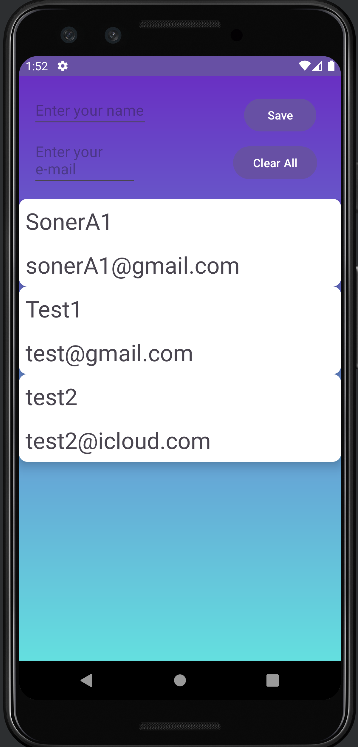 1:52
Enter your name
Save
Enter your
e-mail
Clear All
SonerA1
sonerA1@gmail.com
Test1
test@gmail.com
test2
test2@icloud.com